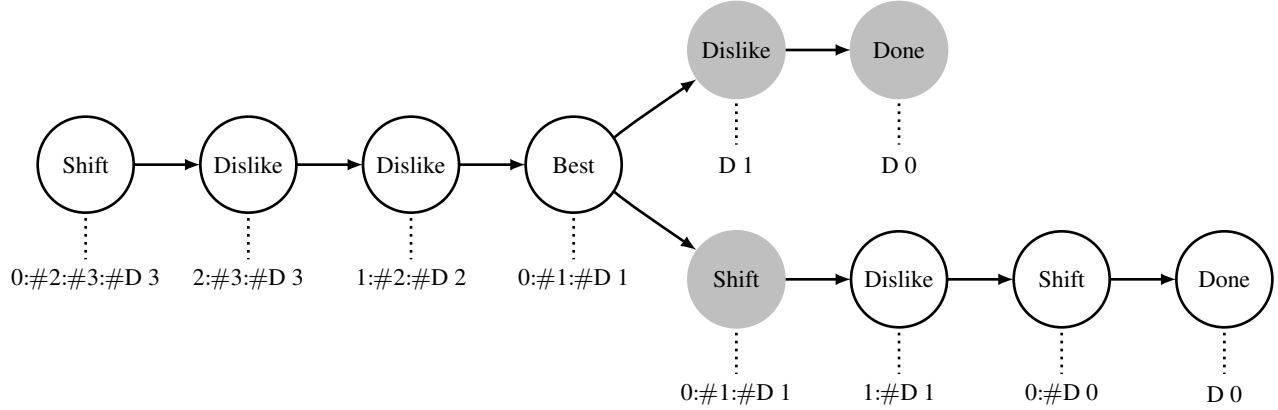 Dislike
Done
D 1
D 0
Shift
Dislike
Dislike
Best
0:#2:#3:#D 3
2:#3:#D 3
1:#2:#D 2
0:#1:#D 1
Shift
Dislike
Shift
Done
0:#1:#D 1
1:#D 1
0:#D 0
D 0